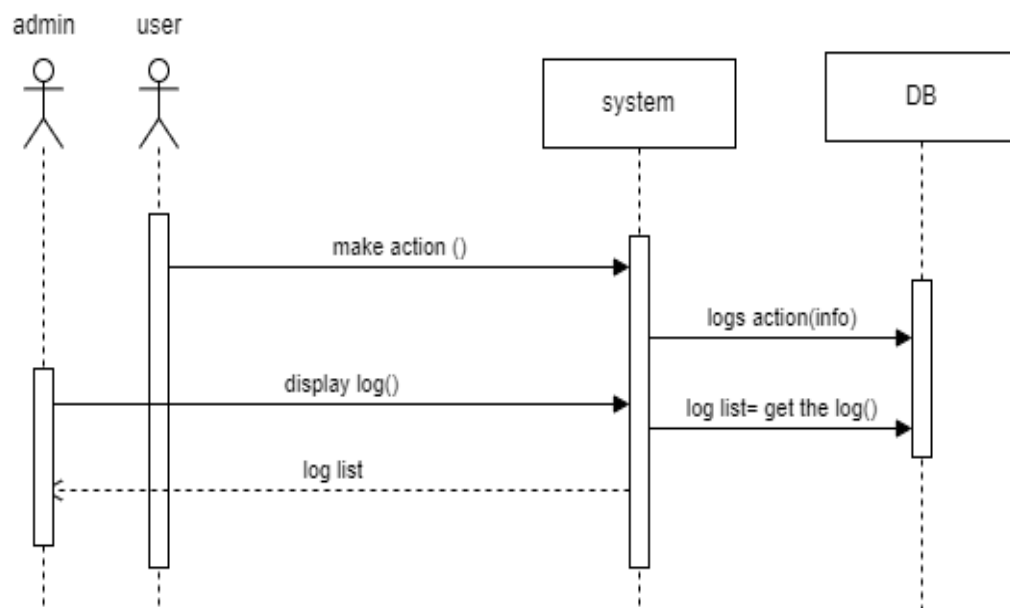 admin
user
system
DB
make action ()
logs action(info)
display log()
log list= get the log()
log list